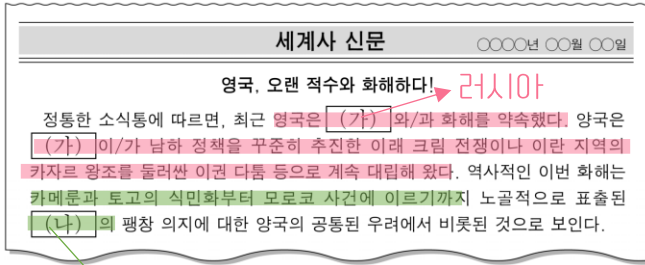 세계사 신문 ○○○○년 ○○월 ○○일
영국, 오랜 적수와 화해하다! 러시아
정통한 소식통에 따르면, 최근 영국은 (가) 와/과 화해를 약속했다. 양국은
(가) 이/가 남하 정책을 꾸준히 추진한 이래 크림 전쟁이나 이란 지역의
카자르 왕조를 둘러싼 이권 다툼 등으로 계속 대립해 왔다. 역사적인 이번 화해는
카메룬과 토고의 식민화부터 모로코 사건에 이르기까지 노골적으로 표출된
(나) 의 팽창 의지에 대한 양국의 공통된 우려에서 비롯된 것으로 보인다.